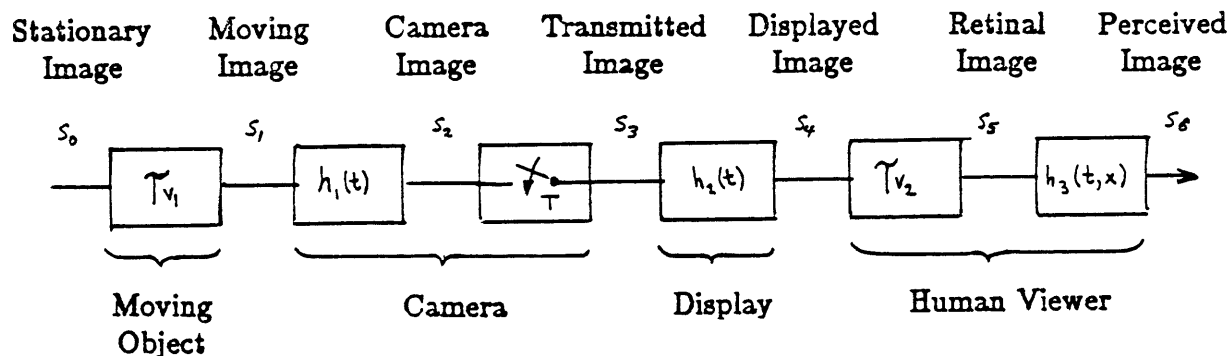 Stationary Image
Moving Image
Camera Image
Transmitted Image
Displayed Image
Retinal Image
Perceived Image
S₀
S₁
S₂
S₃
S₄
S₅
S₆
𝒯v₁
h₁(t)
T
h₂(t)
𝒯v₂
h₃(t,x)
Moving Object
Camera
Display
Human Viewer